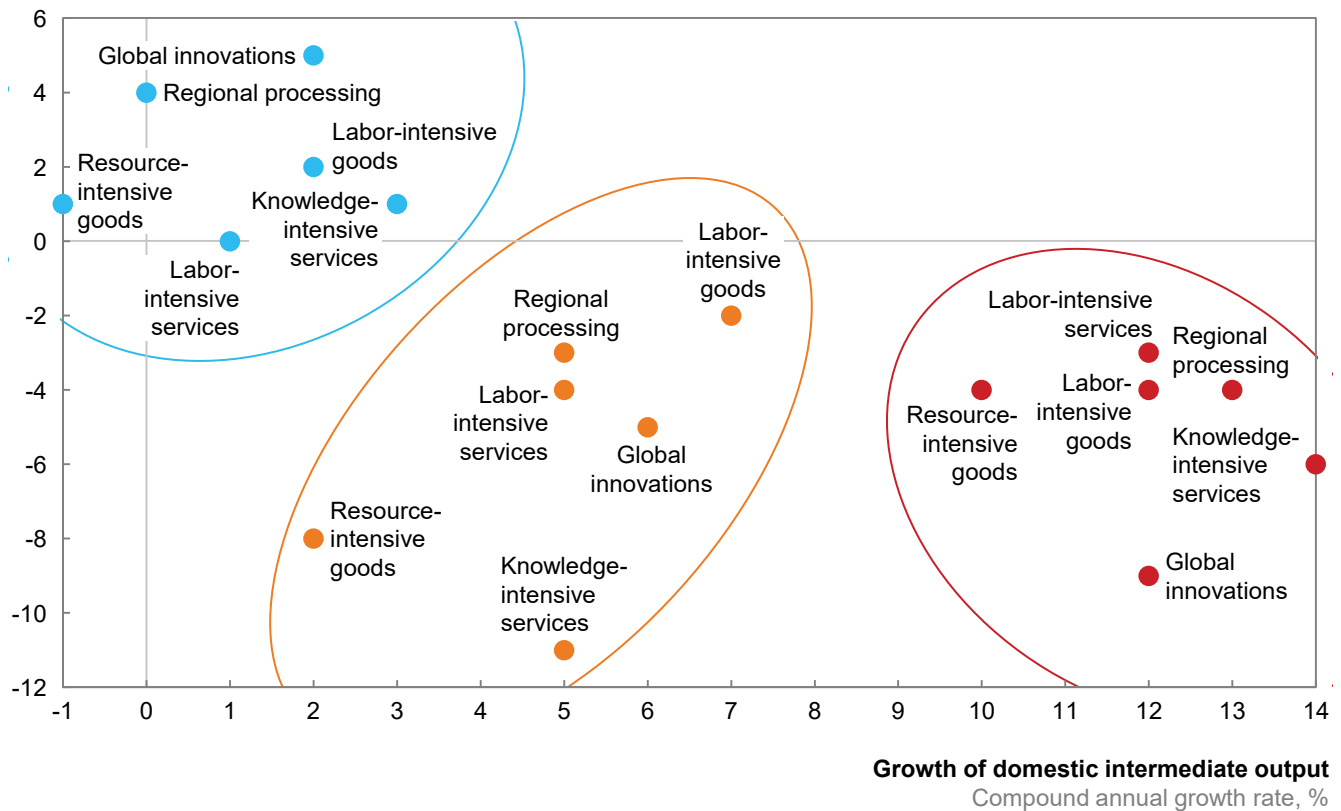 6
4
2
0
-2
-4
-6
-8
-10
-12
Global innovations
Regional processing
Labor-intensive
goods
Resource-
intensive
goods
Knowledge-
intensive
services
Labor-
intensive
services
Labor-
intensive
goods
Regional
processing
Labor-
intensive
services
Global
innovations
Resource-
intensive
goods
Knowledge-
intensive
services
Labor-intensive
services
Regional
processing
Resource-
intensive
goods
Labor-
intensive
goods
Knowledge-
intensive
services
Global
innovations
-1 0 1 2 3 4 5 6 7 8 9 10 11 12 13 14
Growth of domestic intermediate output
Compound annual growth rate, %